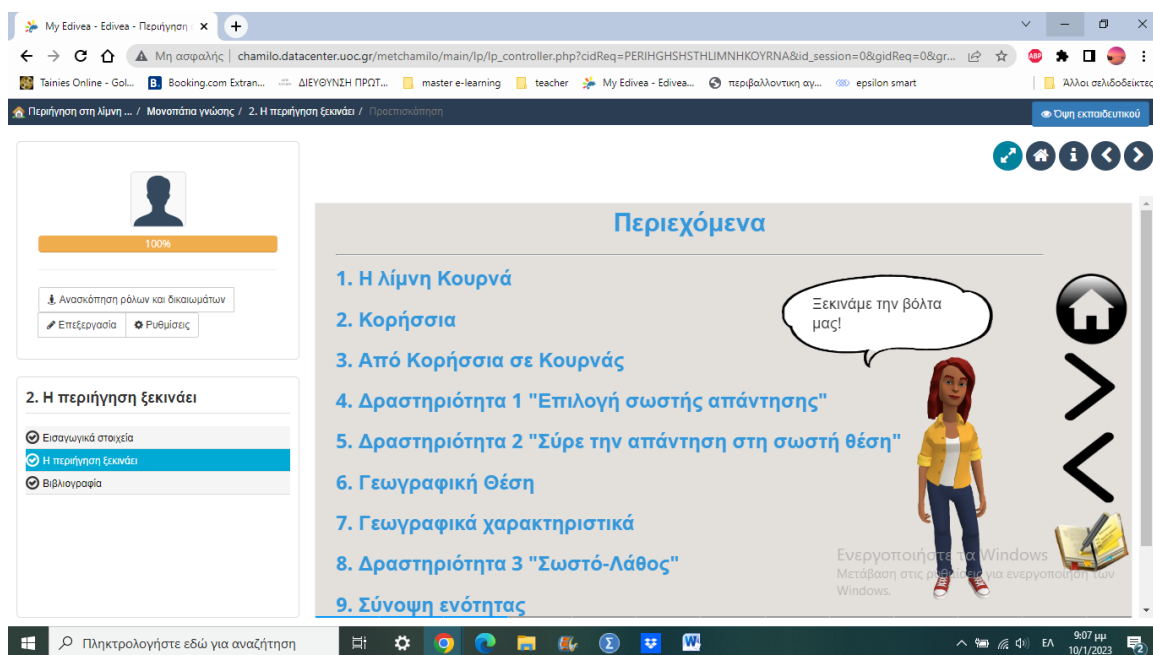 My Edivea - Edivea - Περιήγηση
Μη ασφαλής | chamilo.datacenter.uoc.gr/metchamilo/main/lp/lp_controller.php?cidReq=PERIHGHSHSTHLIMNHKOYRNA&id_session=0&gidReq=0&gr...
Tainies Online - Gol...
Booking.com Extran...
ΔΙΕΥΘΥΝΣΗ ΠΡΩΤ...
master e-learning
teacher
My Edivea - Edivea...
περιβαλλοντικη αγ...
epsilon smart
Άλλοι σελιδοδείκτες
Περιήγηση στη λίμνη ... / Μονοπάτια γνώσης / 2. Η περιήγηση ξεκινάει / Προεπισκόπηση
Όψη εκπαιδευτικού
100%
Ανασκόπηση ρόλων και δικαιωμάτων
Επεξεργασία
Ρυθμίσεις
2. Η περιήγηση ξεκινάει
Εισαγωγικά στοιχεία
Η περιήγηση ξεκινάει
Βιβλιογραφία
Περιεχόμενα
1. Η λίμνη Κουρνά
2. Κορήσσια
3. Από Κορήσσια σε Κουρνάς
4. Δραστηριότητα 1 "Επιλογή σωστής απάντησης"
5. Δραστηριότητα 2 "Σύρε την απάντηση στη σωστή θέση"
6. Γεωγραφική Θέση
7. Γεωγραφικά χαρακτηριστικά
8. Δραστηριότητα 3 "Σωστό-Λάθος"
9. Σύνοψη ενότητας
Ξεκινάμε την βόλτα
μας!
Ενεργοποιήστε τα Windows
Μετάβαση στις ρυθμίσεις για ενεργοποίηση των
Windows.
Πληκτρολογήστε εδώ για αναζήτηση
ΕΛ
9:07 μμ
10/1/2023